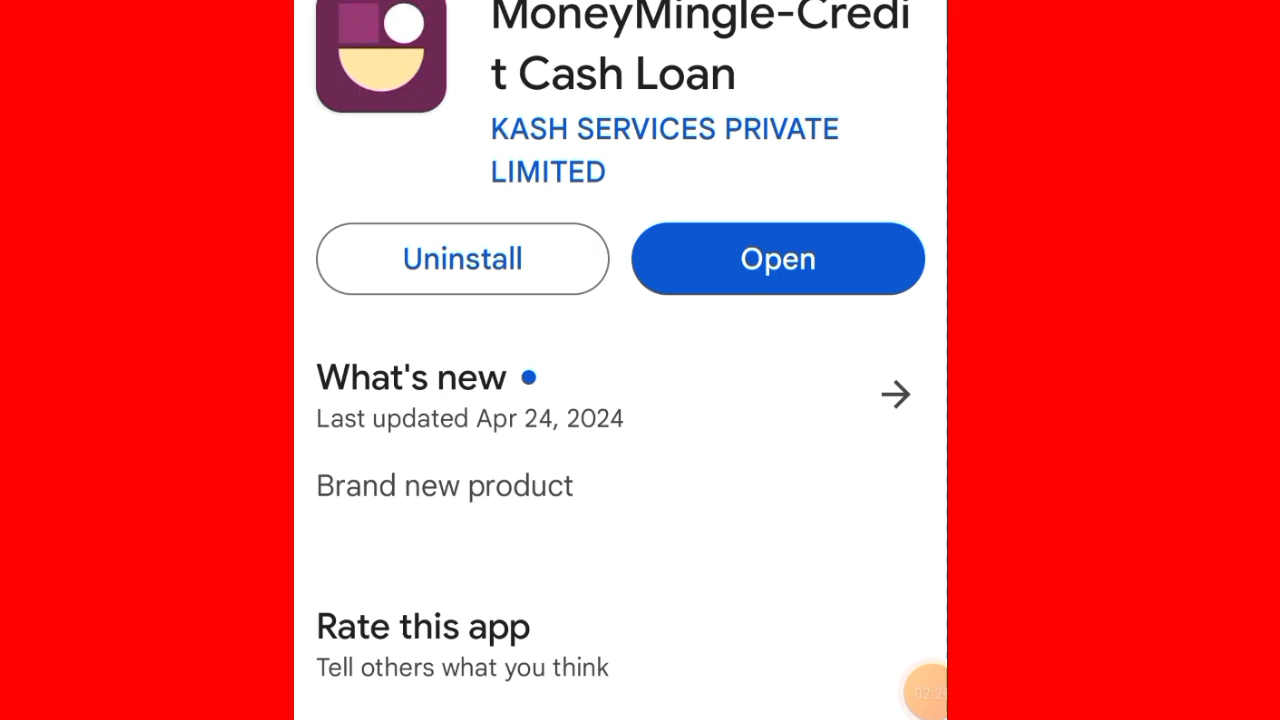 MoneyMingle-Credi
t Cash Loan
KASH SERVICES PRIVATE
LIMITED
Uninstall
Open
What's new
Last updated Apr 24, 2024
Brand new product
Rate this app
Tell others what you think